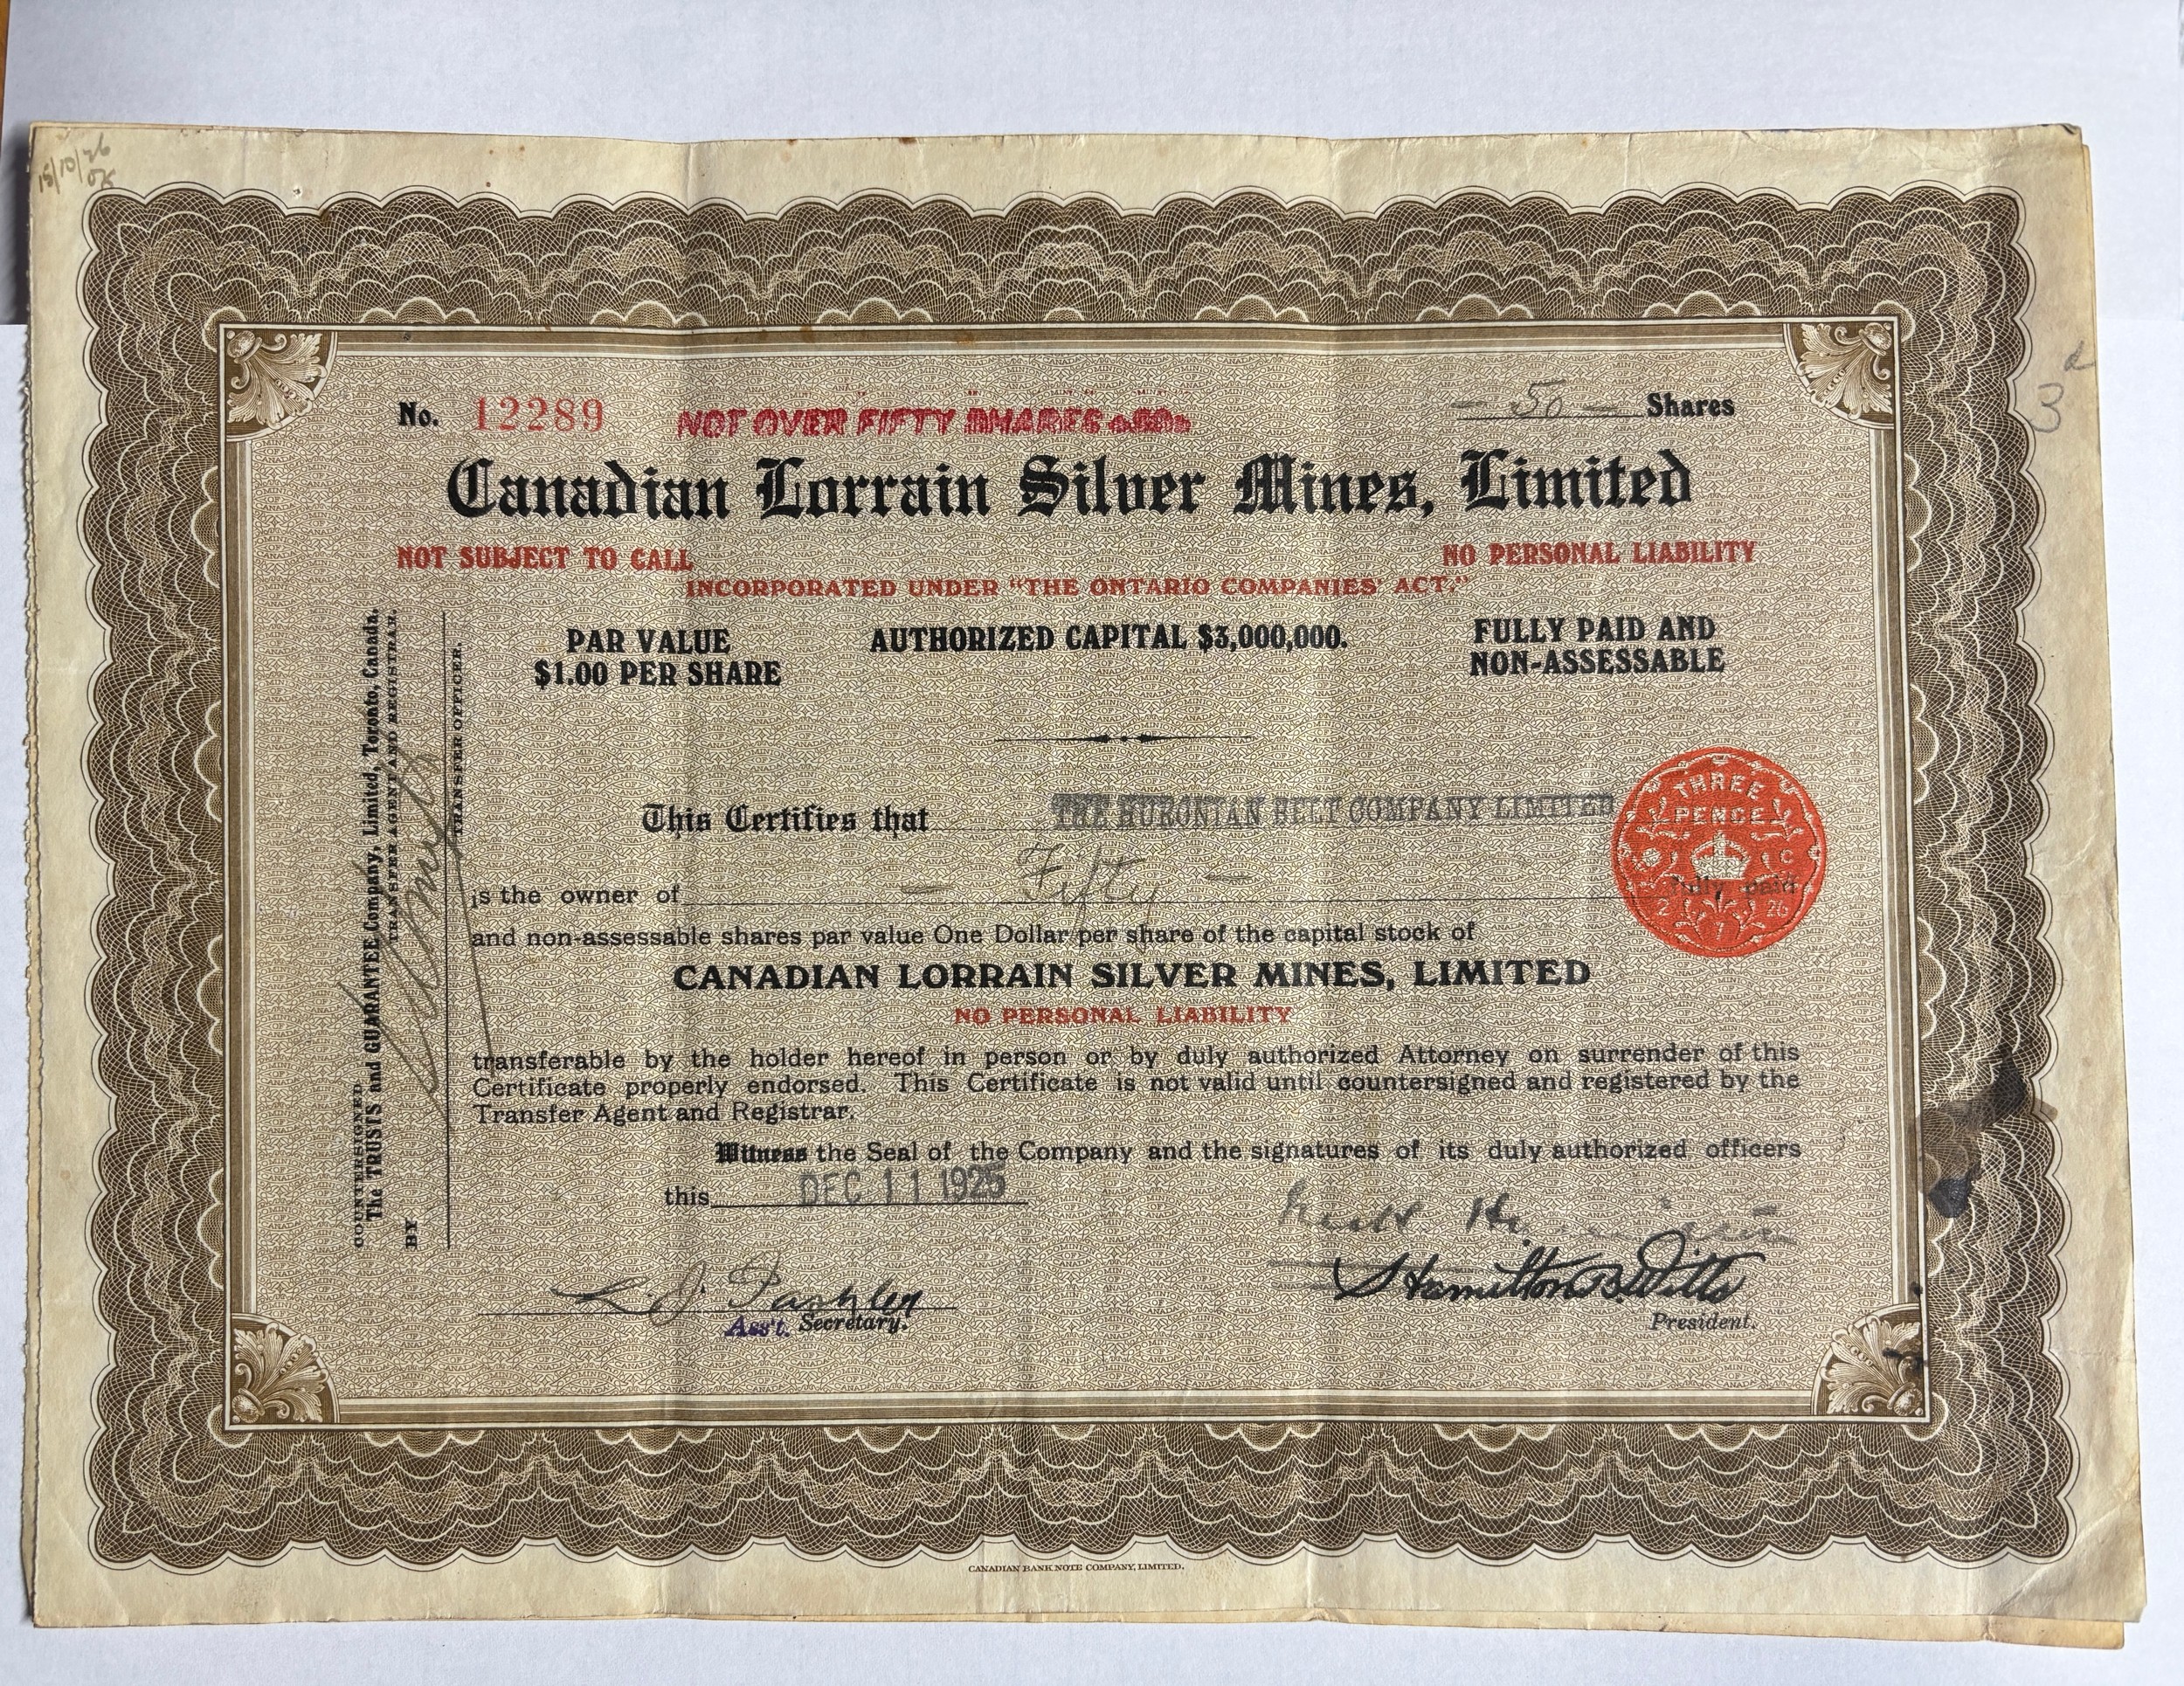 15/10/26
No. 12289 NOT OVER FIFTY SHARES — 50 — Shares
3d
Canadian Lorrain Silver Mines, Limited
NOT SUBJECT TO CALL NO PERSONAL LIABILITY
INCORPORATED UNDER "THE ONTARIO COMPANIES' ACT."
PAR VALUE
$1.00 PER SHARE
AUTHORIZED CAPITAL $3,000,000.
FULLY PAID AND
NON-ASSESSABLE
This Certifies that THE HURONIAN BELT COMPANY LIMITED
is the owner of — Fifty — fully paid
and non-assessable shares par value One Dollar per share of the capital stock of
CANADIAN LORRAIN SILVER MINES, LIMITED
NO PERSONAL LIABILITY
transferable by the holder hereof in person or by duly authorized Attorney on surrender of this
Certificate properly endorsed. This Certificate is not valid until countersigned and registered by the
Transfer Agent and Registrar.
Witness the Seal of the Company and the signatures of its duly authorized officers
this DEC 11 1925
Asst. Secretary.
S Hamilton B. Wills
President.
THREE
PENCE
C
2 26
7
COUNTERSIGNED
The TRUSTS and GUARANTEE Company, Limited, Toronto, Canada.
TRANSFER AGENT AND REGISTRAR.
BY
TRANSFER OFFICER.
CANADIAN BANK NOTE COMPANY, LIMITED.